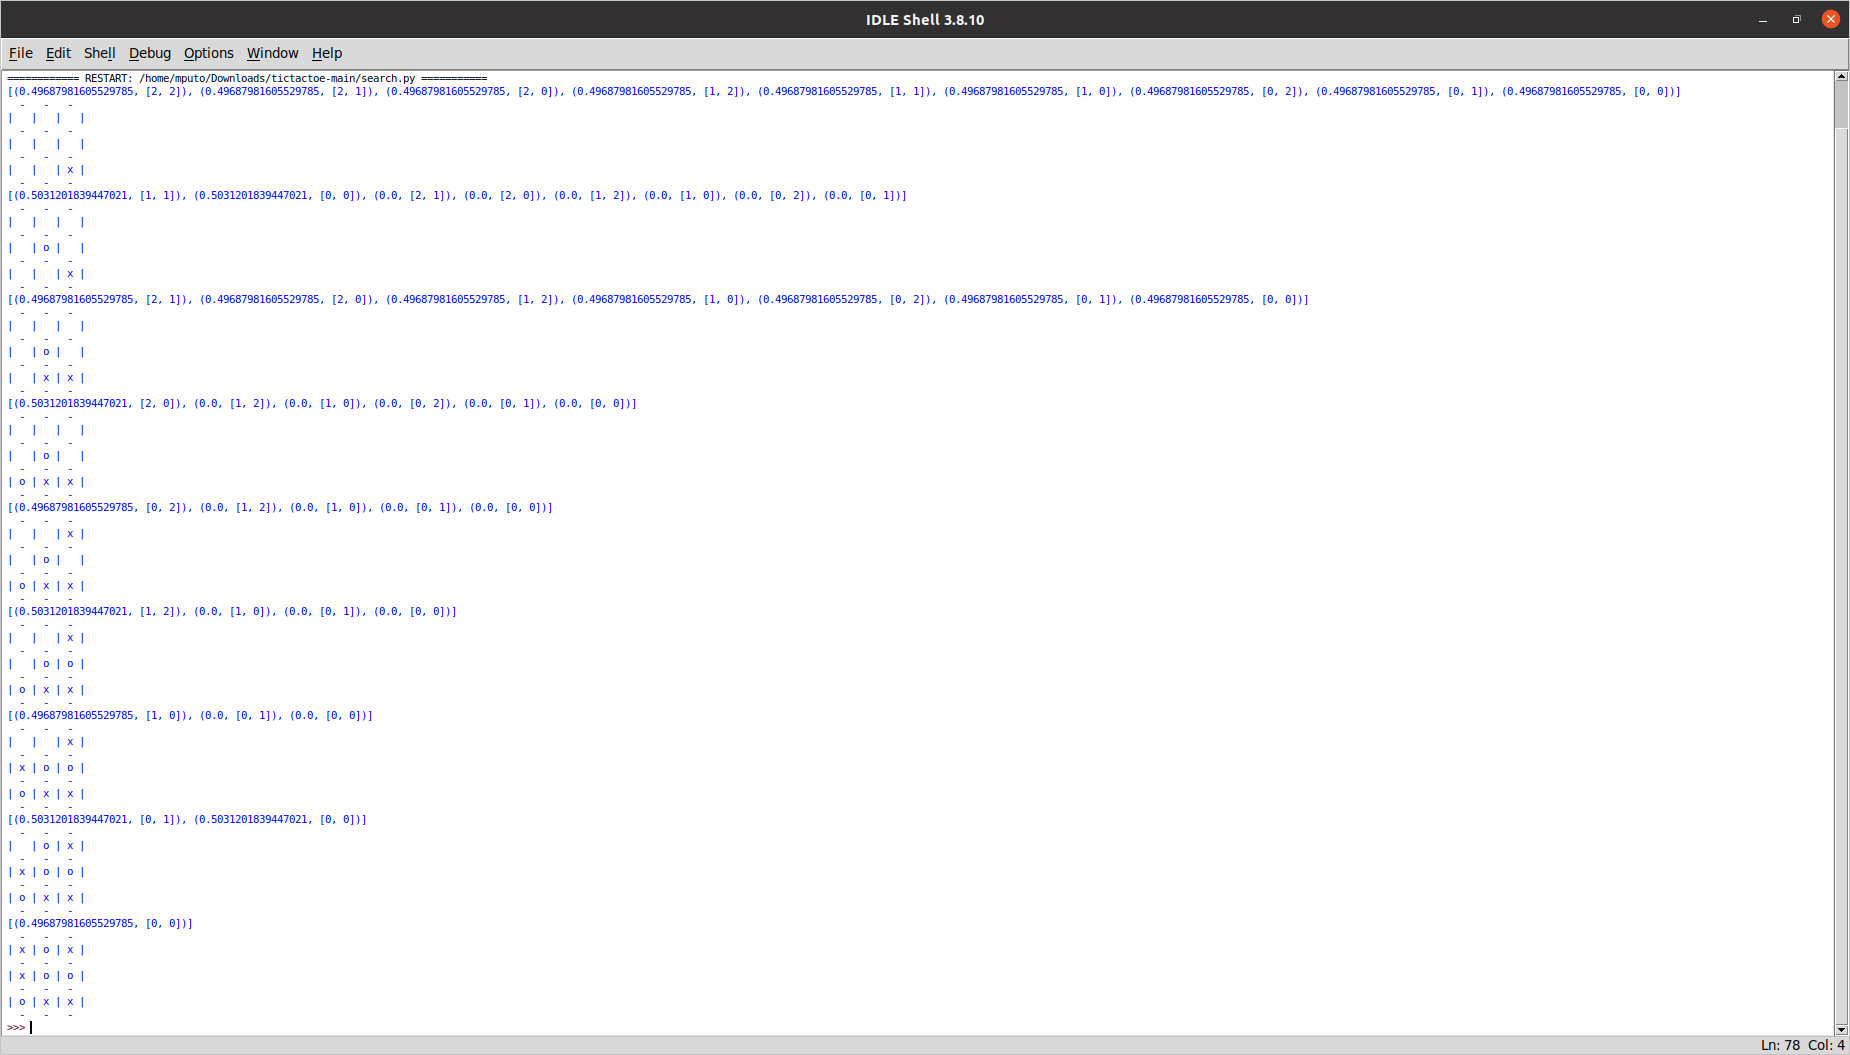 IDLE Shell 3.8.10
File Edit Shell Debug Options Window Help
============ RESTART: /home/mputo/Downloads/tictactoe-main/search.py ===========
[(0.49687981605529785, [2, 2]), (0.49687981605529785, [2, 1]), (0.49687981605529785, [2, 0]), (0.49687981605529785, [1, 2]), (0.49687981605529785, [1, 1]), (0.49687981605529785, [1, 0]), (0.49687981605529785, [0, 2]), (0.49687981605529785, [0, 1]), (0.49687981605529785, [0, 0])]
  -   -   -
|   |   |   |
  -   -   -
|   |   |   |
  -   -   -
|   |   | x |
  -   -   -
[(0.5031201839447021, [1, 1]), (0.5031201839447021, [0, 0]), (0.0, [2, 1]), (0.0, [2, 0]), (0.0, [1, 2]), (0.0, [1, 0]), (0.0, [0, 2]), (0.0, [0, 1])]
  -   -   -
|   |   |   |
  -   -   -
|   | o |   |
  -   -   -
|   |   | x |
  -   -   -
[(0.49687981605529785, [2, 1]), (0.49687981605529785, [2, 0]), (0.49687981605529785, [1, 2]), (0.49687981605529785, [1, 0]), (0.49687981605529785, [0, 2]), (0.49687981605529785, [0, 1]), (0.49687981605529785, [0, 0])]
  -   -   -
|   |   |   |
  -   -   -
|   | o |   |
  -   -   -
|   | x | x |
  -   -   -
[(0.5031201839447021, [2, 0]), (0.0, [1, 2]), (0.0, [1, 0]), (0.0, [0, 2]), (0.0, [0, 1]), (0.0, [0, 0])]
  -   -   -
|   |   |   |
  -   -   -
|   | o |   |
  -   -   -
| o | x | x |
  -   -   -
[(0.49687981605529785, [0, 2]), (0.0, [1, 2]), (0.0, [1, 0]), (0.0, [0, 1]), (0.0, [0, 0])]
  -   -   -
|   |   | x |
  -   -   -
|   | o |   |
  -   -   -
| o | x | x |
  -   -   -
[(0.5031201839447021, [1, 2]), (0.0, [1, 0]), (0.0, [0, 1]), (0.0, [0, 0])]
  -   -   -
|   |   | x |
  -   -   -
|   | o | o |
  -   -   -
| o | x | x |
  -   -   -
[(0.49687981605529785, [1, 0]), (0.0, [0, 1]), (0.0, [0, 0])]
  -   -   -
|   |   | x |
  -   -   -
| x | o | o |
  -   -   -
| o | x | x |
  -   -   -
[(0.5031201839447021, [0, 1]), (0.5031201839447021, [0, 0])]
  -   -   -
|   | o | x |
  -   -   -
| x | o | o |
  -   -   -
| o | x | x |
  -   -   -
[(0.49687981605529785, [0, 0])]
  -   -   -
| x | o | x |
  -   -   -
| x | o | o |
  -   -   -
| o | x | x |
  -   -   -
>>>
Ln: 78 Col: 4